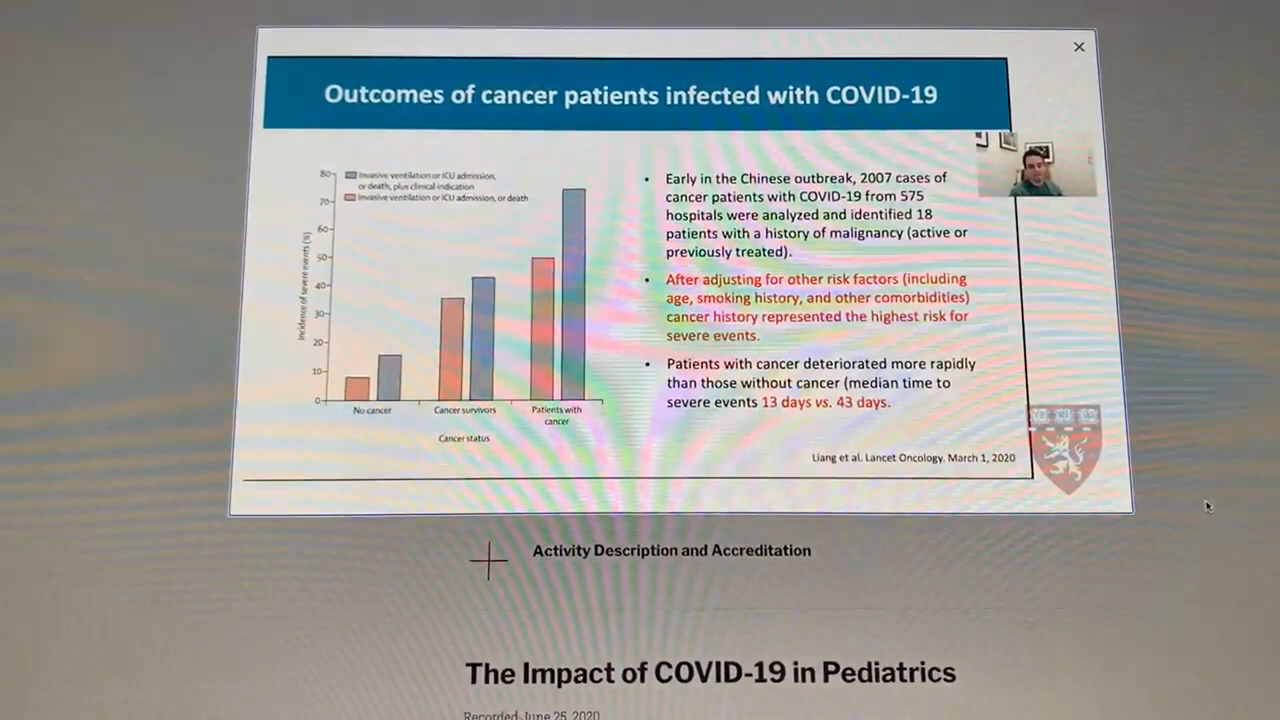 Outcomes of cancer patients infected with COVID-19
Invasive ventilation or ICU admission,
or death, plus clinical indication
Invasive ventilation or ICU admission, or death
80
70
60
50
40
30
20
10
0
Incidence of severe events (%)
No cancer
Cancer survivors
Patients with
cancer
Cancer status
• Early in the Chinese outbreak, 2007 cases of
cancer patients with COVID-19 from 575
hospitals were analyzed and identified 18
patients with a history of malignancy (active or
previously treated).
• After adjusting for other risk factors (including
age, smoking history, and other comorbidities)
cancer history represented the highest risk for
severe events.
• Patients with cancer deteriorated more rapidly
than those without cancer (median time to
severe events 13 days vs. 43 days.
Liang et al. Lancet Oncology. March 1, 2020
Activity Description and Accreditation
The Impact of COVID-19 in Pediatrics
Recorded June 25, 2020